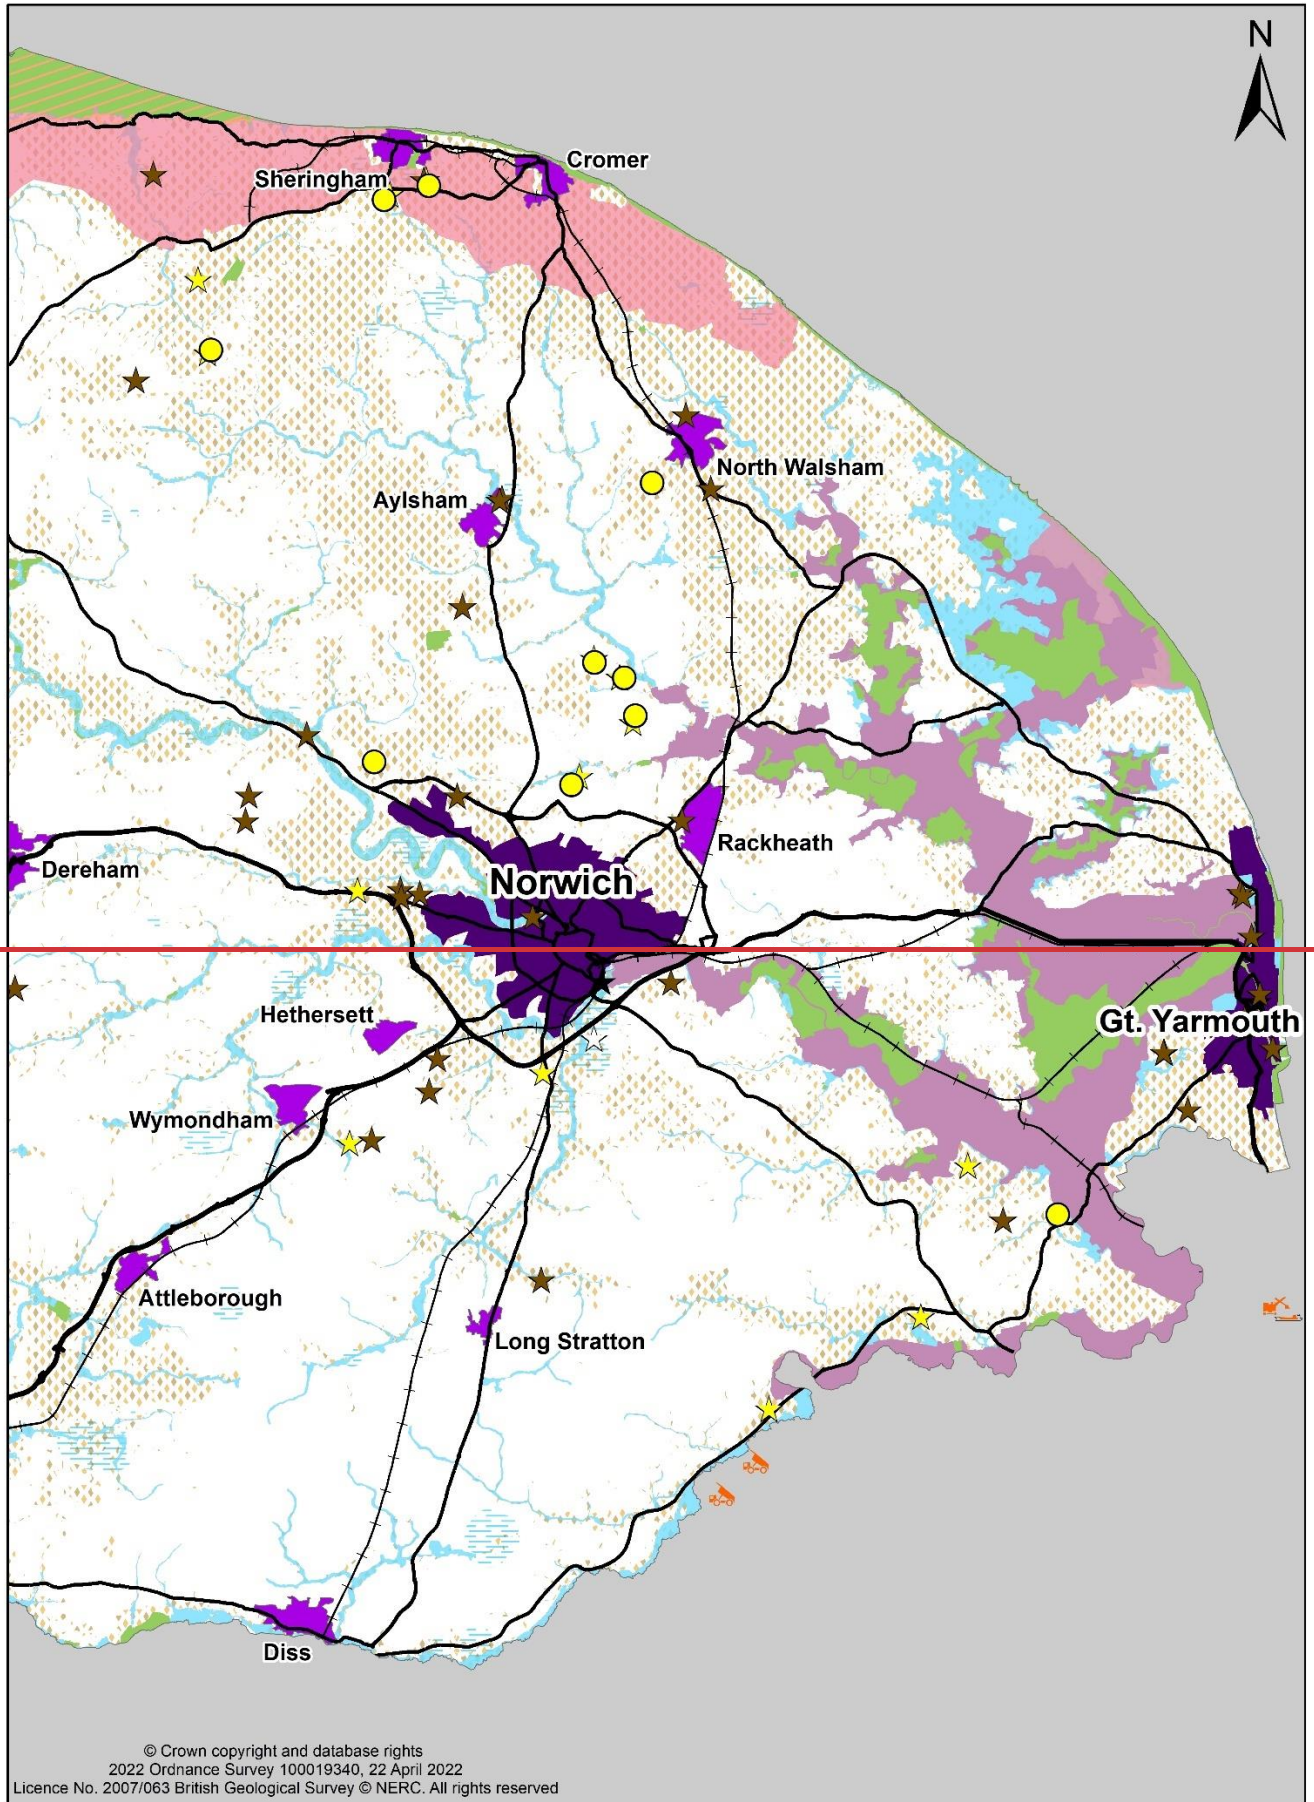 N
Cromer
Sheringham
North Walsham
Aylsham
Rackheath
Dereham
Norwich
Hethersett
Gt. Yarmouth
Wymondham
Attleborough
Long Stratton
Diss
© Crown copyright and database rights
2022 Ordnance Survey 100019340, 22 April 2022
Licence No. 2007/063 British Geological Survey © NERC. All rights reserved